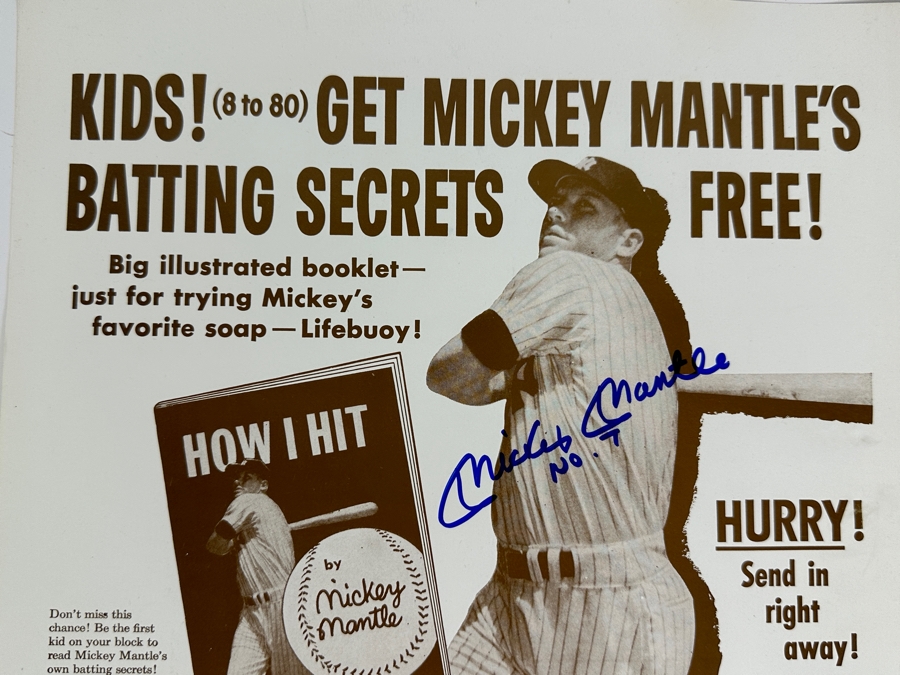 KIDS! (8 to 80) GET MICKEY MANTLE'S
BATTING SECRETS FREE!
Big illustrated booklet—
just for trying Mickey's
favorite soap—Lifebuoy!
HOW I HIT
by
Mickey
Mantle
Mickey Mantle
No. 7
HURRY!
Send in
right
away!
Don't miss this
chance! Be the first
kid on your block to
read Mickey Mantle's
own batting secrets!